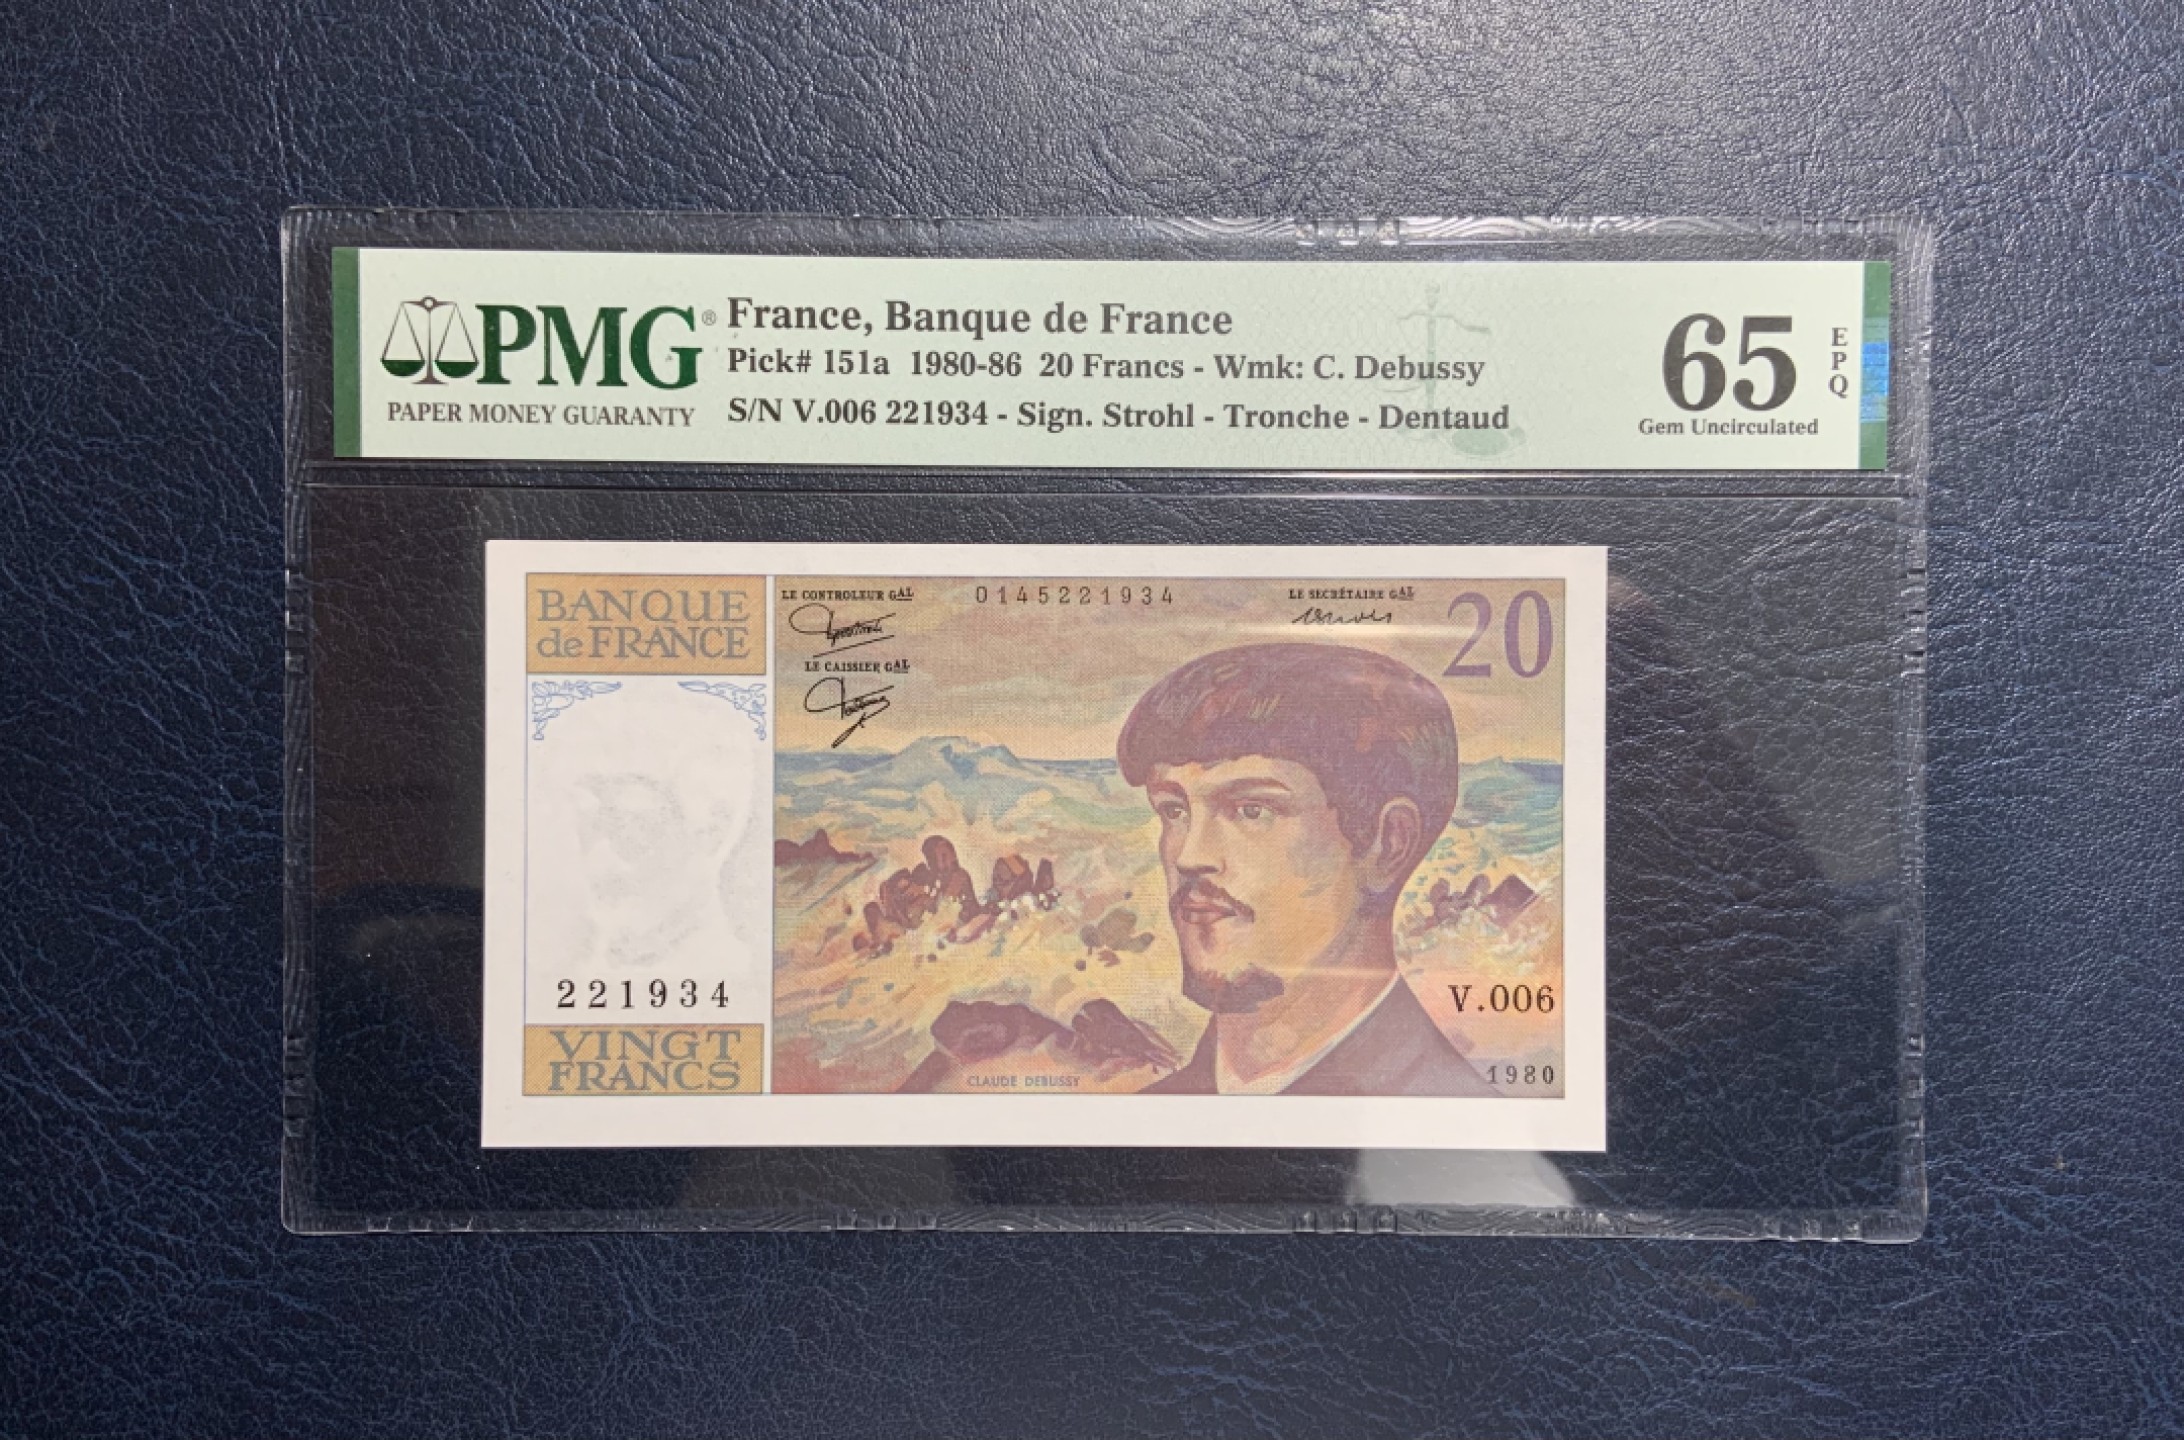 PMG®
PAPER MONEY GUARANTY
France, Banque de France
Pick# 151a 1980-86 20 Francs - Wmk: C. Debussy
S/N V.006 221934 - Sign. Strohl - Tronche - Dentaud
65
EPQ
Gem Uncirculated
BANQUE
de FRANCE
LE CONTROLEUR GAL
0145221934
LE SECRÉTAIRE GAL
20
LE CAISSIER GAL
221934
V.006
VINGT
FRANCS
CLAUDE DEBUSSY
1980